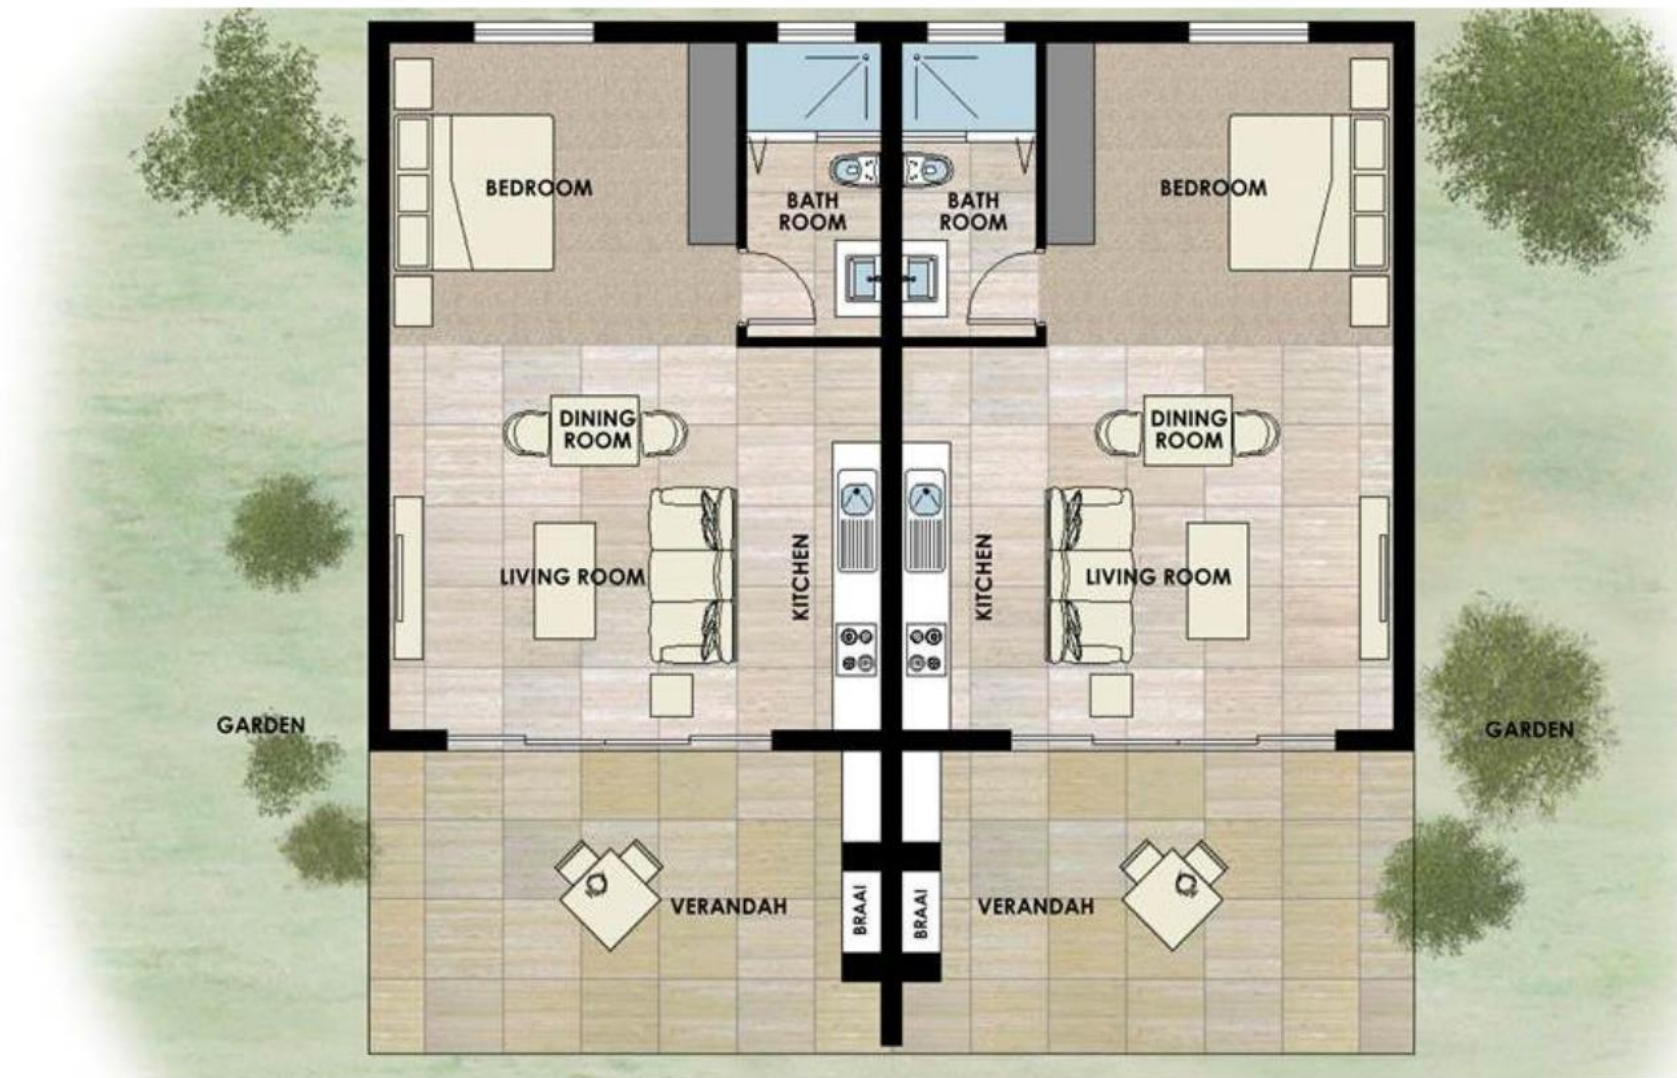 BEDROOM
BATH
ROOM
BATH
ROOM
BEDROOM
DINING
ROOM
DINING
ROOM
LIVING ROOM
KITCHEN
KITCHEN
LIVING ROOM
GARDEN
GARDEN
VERANDAH
BRAAI
BRAAI
VERANDAH